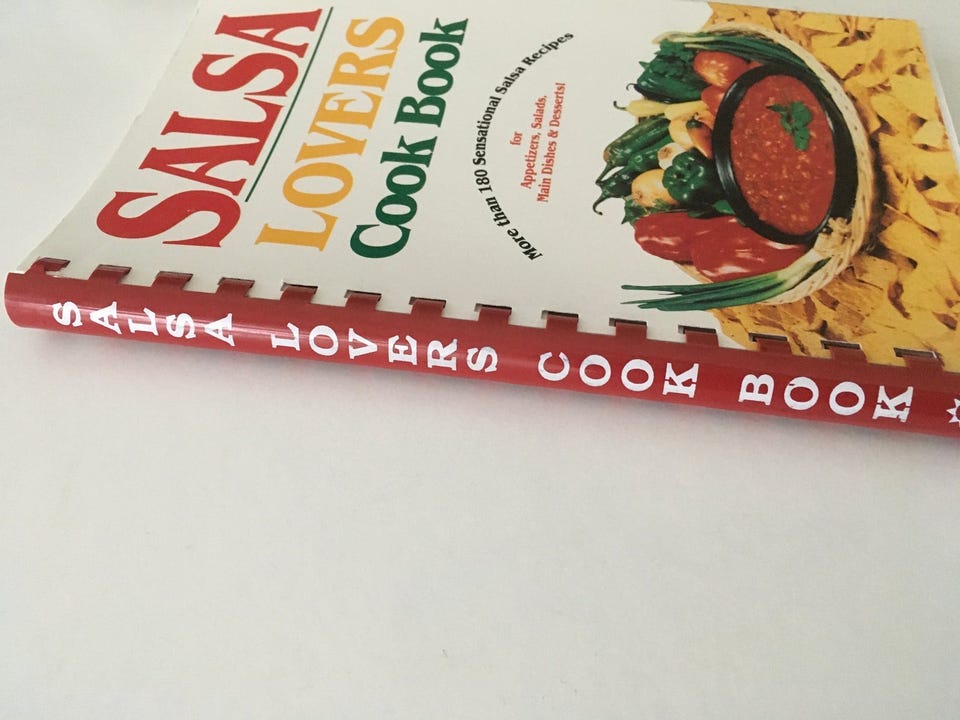 SALSA
LOVERS
Cook Book
More than 180 Sensational Salsa Recipes
for
Appetizers, Salads,
Main Dishes & Desserts!
SALSA LOVERS COOK BOOK